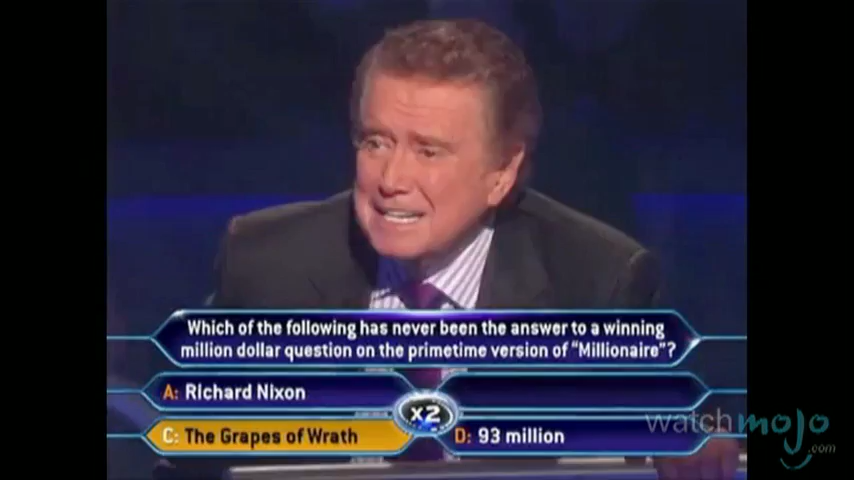 Which of the following has never been the answer to a winning
million dollar question on the primetime version of "Millionaire"?
A: Richard Nixon
x2
C: The Grapes of Wrath
D: 93 million
watchmojo
.com